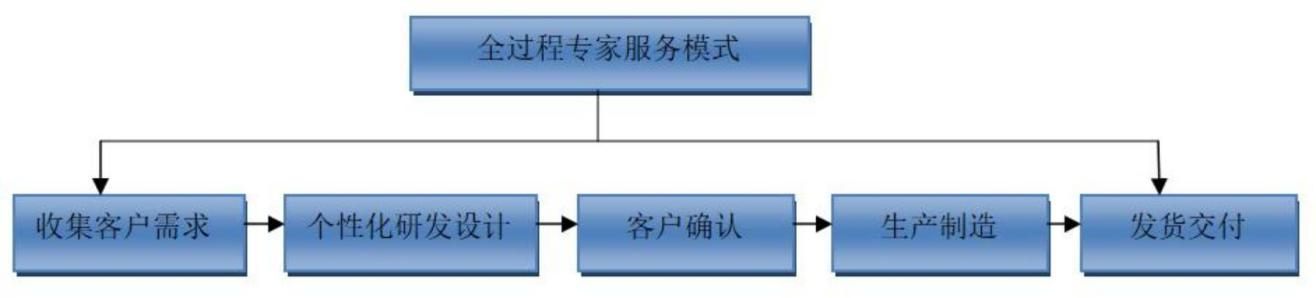 全过程专家服务模式
收集客户需求
个性化研发设计
客户确认
生产制造
发货交付